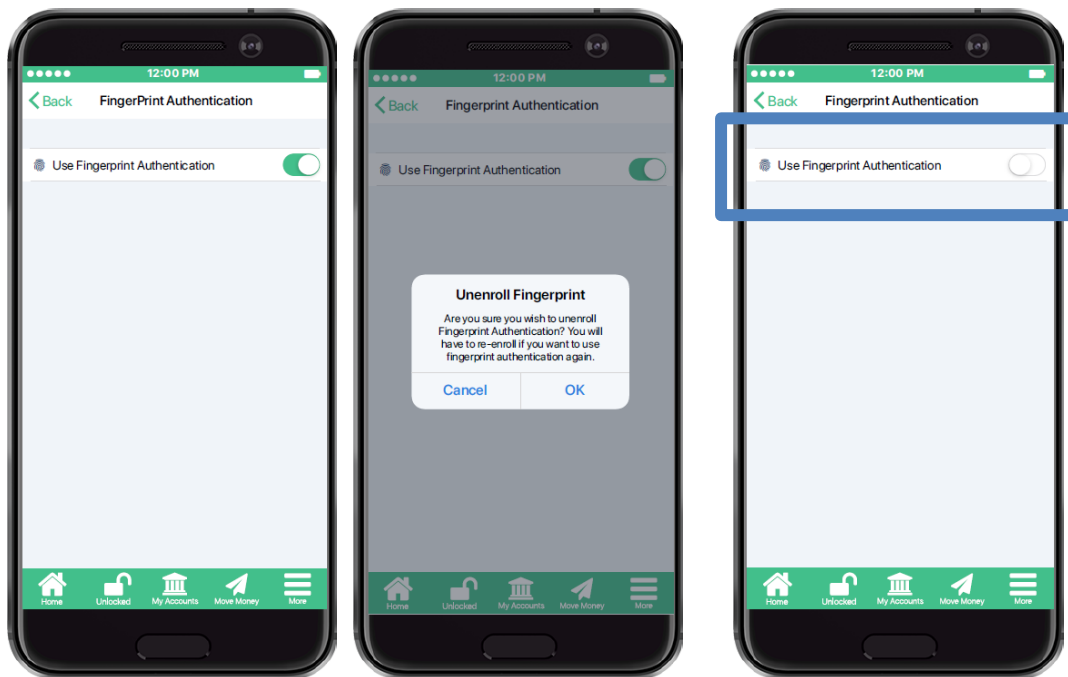 12:00 PM
Back FingerPrint Authentication
Use Fingerprint Authentication
Home Unlocked My Accounts Move Money More
12:00 PM
Back Fingerprint Authentication
Use Fingerprint Authentication
Unenroll Fingerprint
Are you sure you wish to unenroll
Fingerprint Authentication? You will
have to re-enroll if you want to use
fingerprint authentication again.
Cancel OK
Home Unlocked My Accounts Move Money More
12:00 PM
Back Fingerprint Authentication
Use Fingerprint Authentication
Home Unlocked My Accounts Move Money More